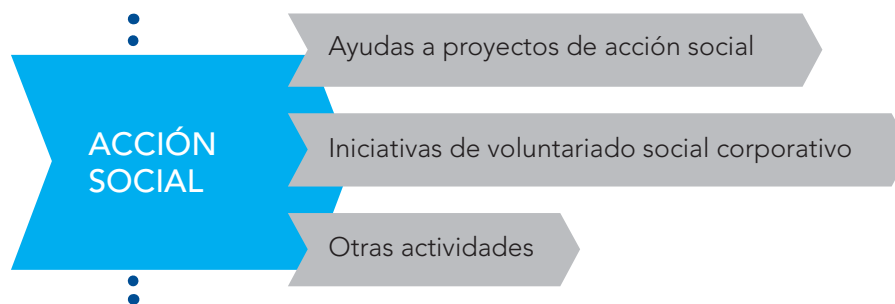 Ayudas a proyectos de acción social
ACCIÓN
SOCIAL
Iniciativas de voluntariado social corporativo
Otras actividades